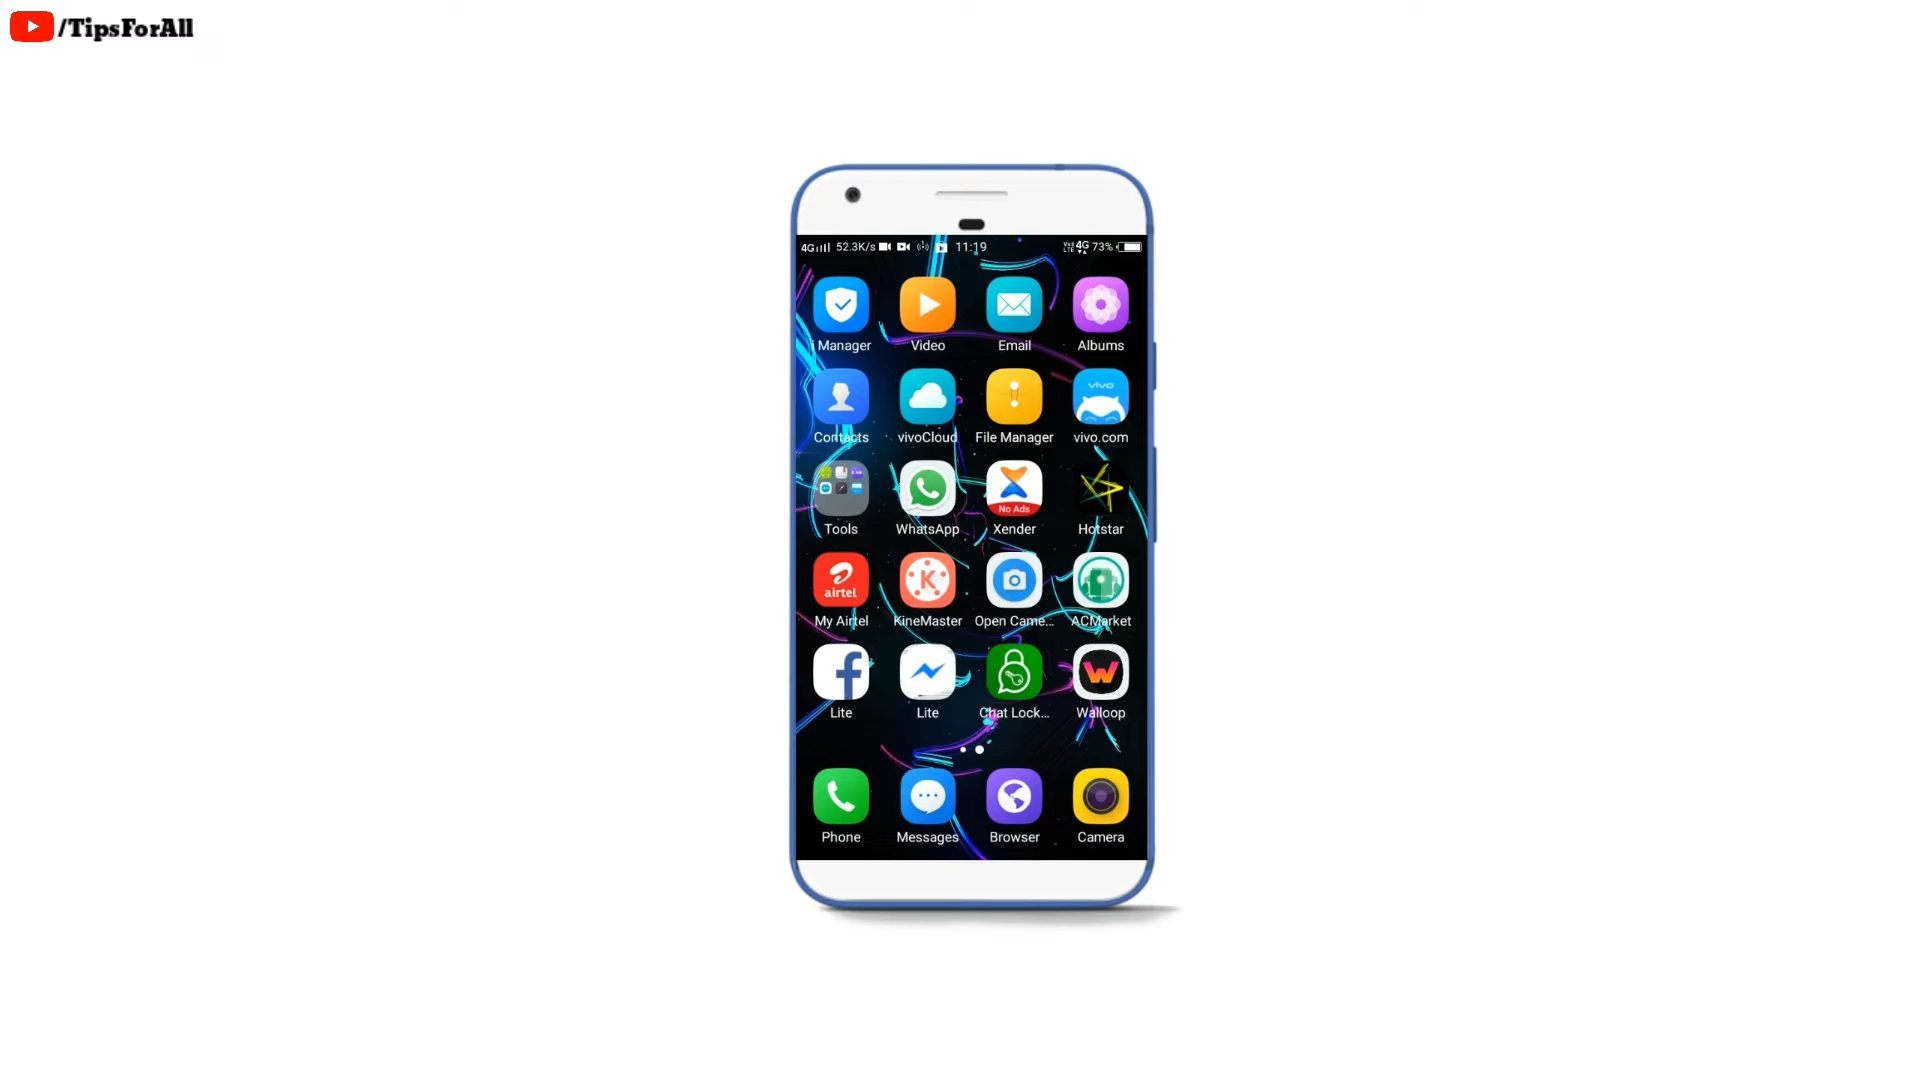 /TipsForAll
4G 52.3K/s 11:19 VoLTE 4G 73%
i Manager Video Email Albums
vivo
Contacts vivoCloud File Manager vivo.com
No Ads
Tools WhatsApp Xender Hotstar
airtel K
My Airtel KineMaster Open Came... ACMarket
f W
Lite Lite Chat Lock... Walloop
Phone Messages Browser Camera